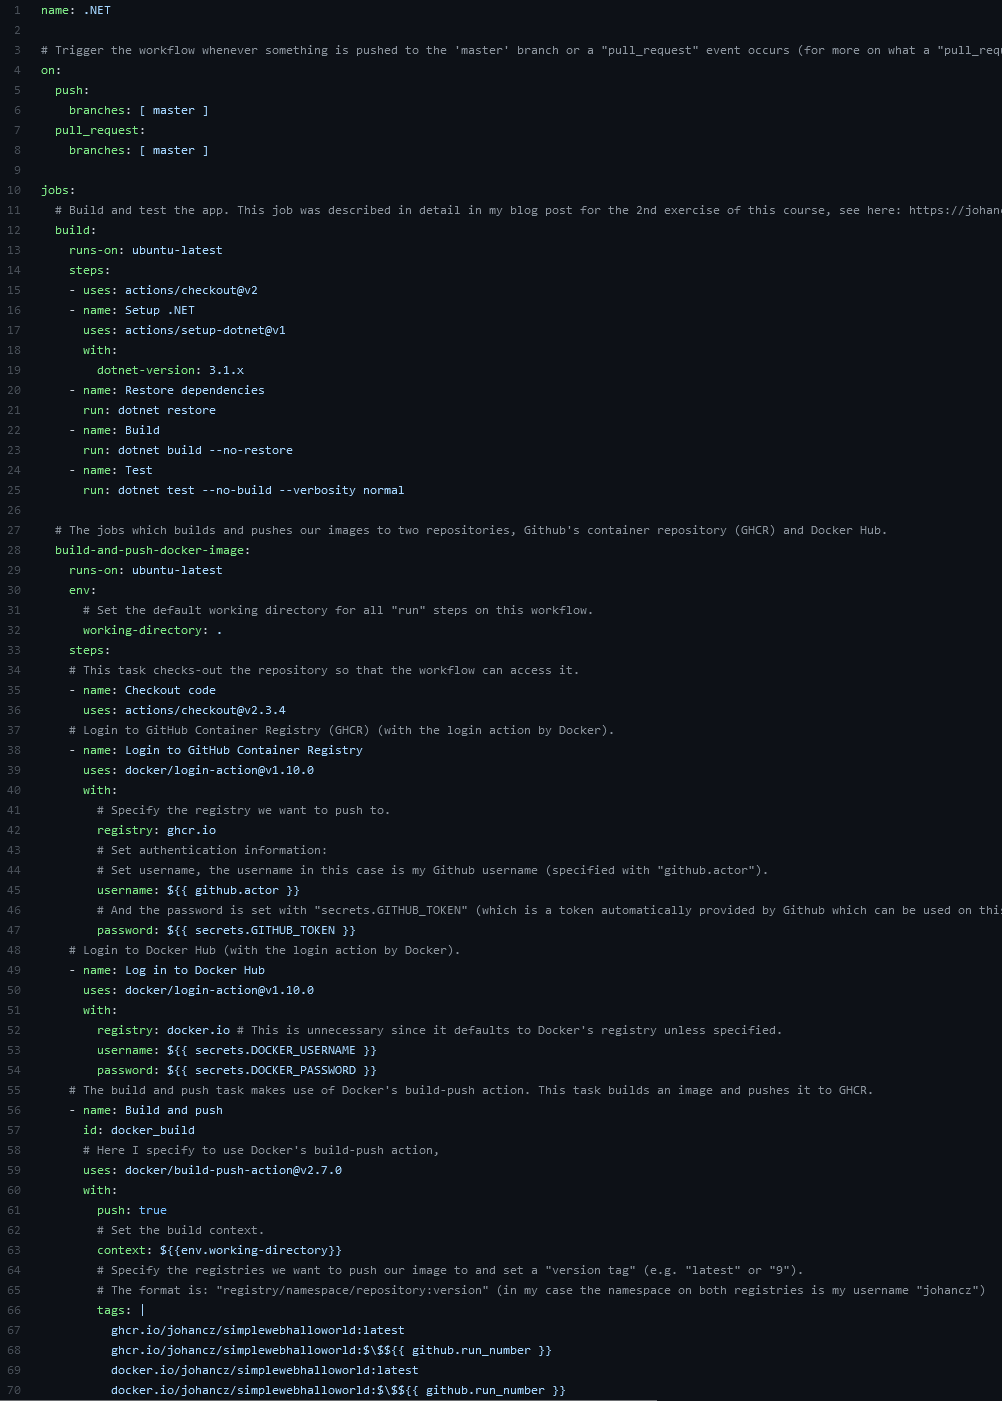 1 name: .NET
2
3 # Trigger the workflow whenever something is pushed to the 'master' branch or a "pull_request" event occurs (for more on what a "pull_requ
4 on:
5   push:
6     branches: [ master ]
7   pull_request:
8     branches: [ master ]
9
10 jobs:
11   # Build and test the app. This job was described in detail in my blog post for the 2nd exercise of this course, see here: https://johanc
12   build:
13     runs-on: ubuntu-latest
14     steps:
15     - uses: actions/checkout@v2
16     - name: Setup .NET
17       uses: actions/setup-dotnet@v1
18       with:
19         dotnet-version: 3.1.x
20     - name: Restore dependencies
21       run: dotnet restore
22     - name: Build
23       run: dotnet build --no-restore
24     - name: Test
25       run: dotnet test --no-build --verbosity normal
26
27   # The jobs which builds and pushes our images to two repositories, Github's container repository (GHCR) and Docker Hub.
28   build-and-push-docker-image:
29     runs-on: ubuntu-latest
30     env:
31       # Set the default working directory for all "run" steps on this workflow.
32       working-directory: .
33     steps:
34     # This task checks-out the repository so that the workflow can access it.
35     - name: Checkout code
36       uses: actions/checkout@v2.3.4
37     # Login to GitHub Container Registry (GHCR) (with the login action by Docker).
38     - name: Login to GitHub Container Registry
39       uses: docker/login-action@v1.10.0
40       with:
41         # Specify the registry we want to push to.
42         registry: ghcr.io
43         # Set authentication information:
44         # Set username, the username in this case is my Github username (specified with "github.actor").
45         username: ${{ github.actor }}
46         # And the password is set with "secrets.GITHUB_TOKEN" (which is a token automatically provided by Github which can be used on this
47         password: ${{ secrets.GITHUB_TOKEN }}
48     # Login to Docker Hub (with the login action by Docker).
49     - name: Log in to Docker Hub
50       uses: docker/login-action@v1.10.0
51       with:
52         registry: docker.io # This is unnecessary since it defaults to Docker's registry unless specified.
53         username: ${{ secrets.DOCKER_USERNAME }}
54         password: ${{ secrets.DOCKER_PASSWORD }}
55     # The build and push task makes use of Docker's build-push action. This task builds an image and pushes it to GHCR.
56     - name: Build and push
57       id: docker_build
58       # Here I specify to use Docker's build-push action,
59       uses: docker/build-push-action@v2.7.0
60       with:
61         push: true
62         # Set the build context.
63         context: ${{env.working-directory}}
64         # Specify the registries we want to push our image to and set a "version tag" (e.g. "latest" or "9").
65         # The format is: "registry/namespace/repository:version" (in my case the namespace on both registries is my username "johancz")
66         tags: |
67           ghcr.io/johancz/simplewebhalloworld:latest
68           ghcr.io/johancz/simplewebhalloworld:$\$${{ github.run_number }}
69           docker.io/johancz/simplewebhalloworld:latest
70           docker.io/johancz/simplewebhalloworld:$\$${{ github.run_number }}